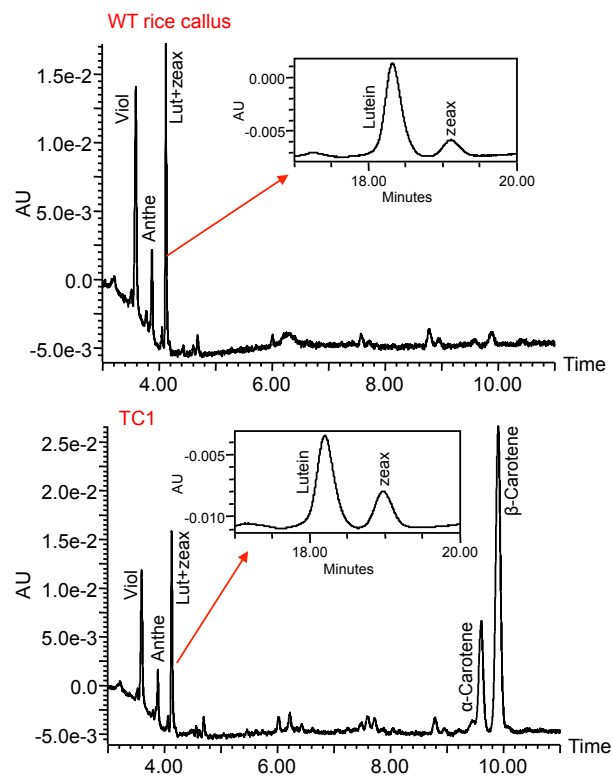 WT rice callus
1.5e-2
1.0e-2
5.0e-3
0.0
-5.0e-3
AU
Viol
Anthe
Lut+zeax
0.000
-0.005
AU
Lutein
zeax
18.00
20.00
Minutes
4.00
6.00
8.00
10.00
Time
TC1
2.5e-2
2.0e-2
1.5e-2
1.0e-2
5.0e-3
0.0
-5.0e-3
AU
Viol
Anthe
Lut+zeax
-0.005
-0.010
AU
Lutein
zeax
18.00
20.00
Minutes
α-Carotene
β-Carotene
4.00
6.00
8.00
10.00
Time